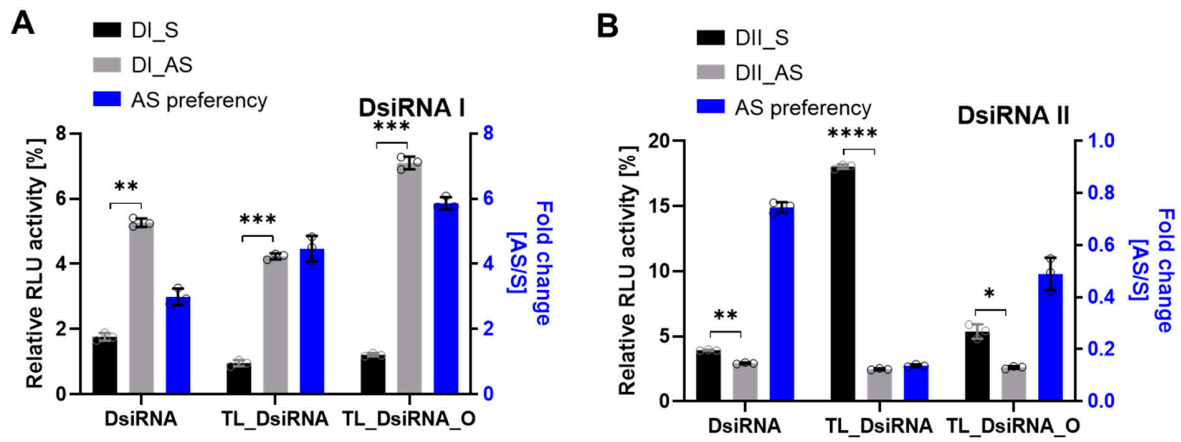 A
DI_S
DI_AS
AS preferency
DsiRNA I
Relative RLU activity [%]
8
6
4
2
0
**
***
***
8
6
4
2
0
Fold change
[AS/S]
DsiRNA
TL_DsiRNA
TL_DsiRNA_O
B
DII_S
DII_AS
AS preferency
DsiRNA II
Relative RLU activity [%]
20
15
10
5
0
**
****
*
1.0
0.8
0.6
0.4
0.2
0.0
Fold change
[AS/S]
DsiRNA
TL_DsiRNA
TL_DsiRNA_O